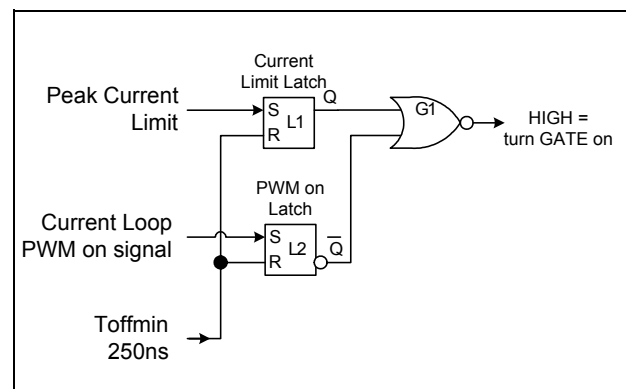 Current
Limit Latch
Peak Current
Limit
S
R
L1
Q
G1
HIGH =
turn GATE on
PWM on
Latch
Current Loop
PWM on signal
S
R
L2
Q̅
Toffmin
250ns